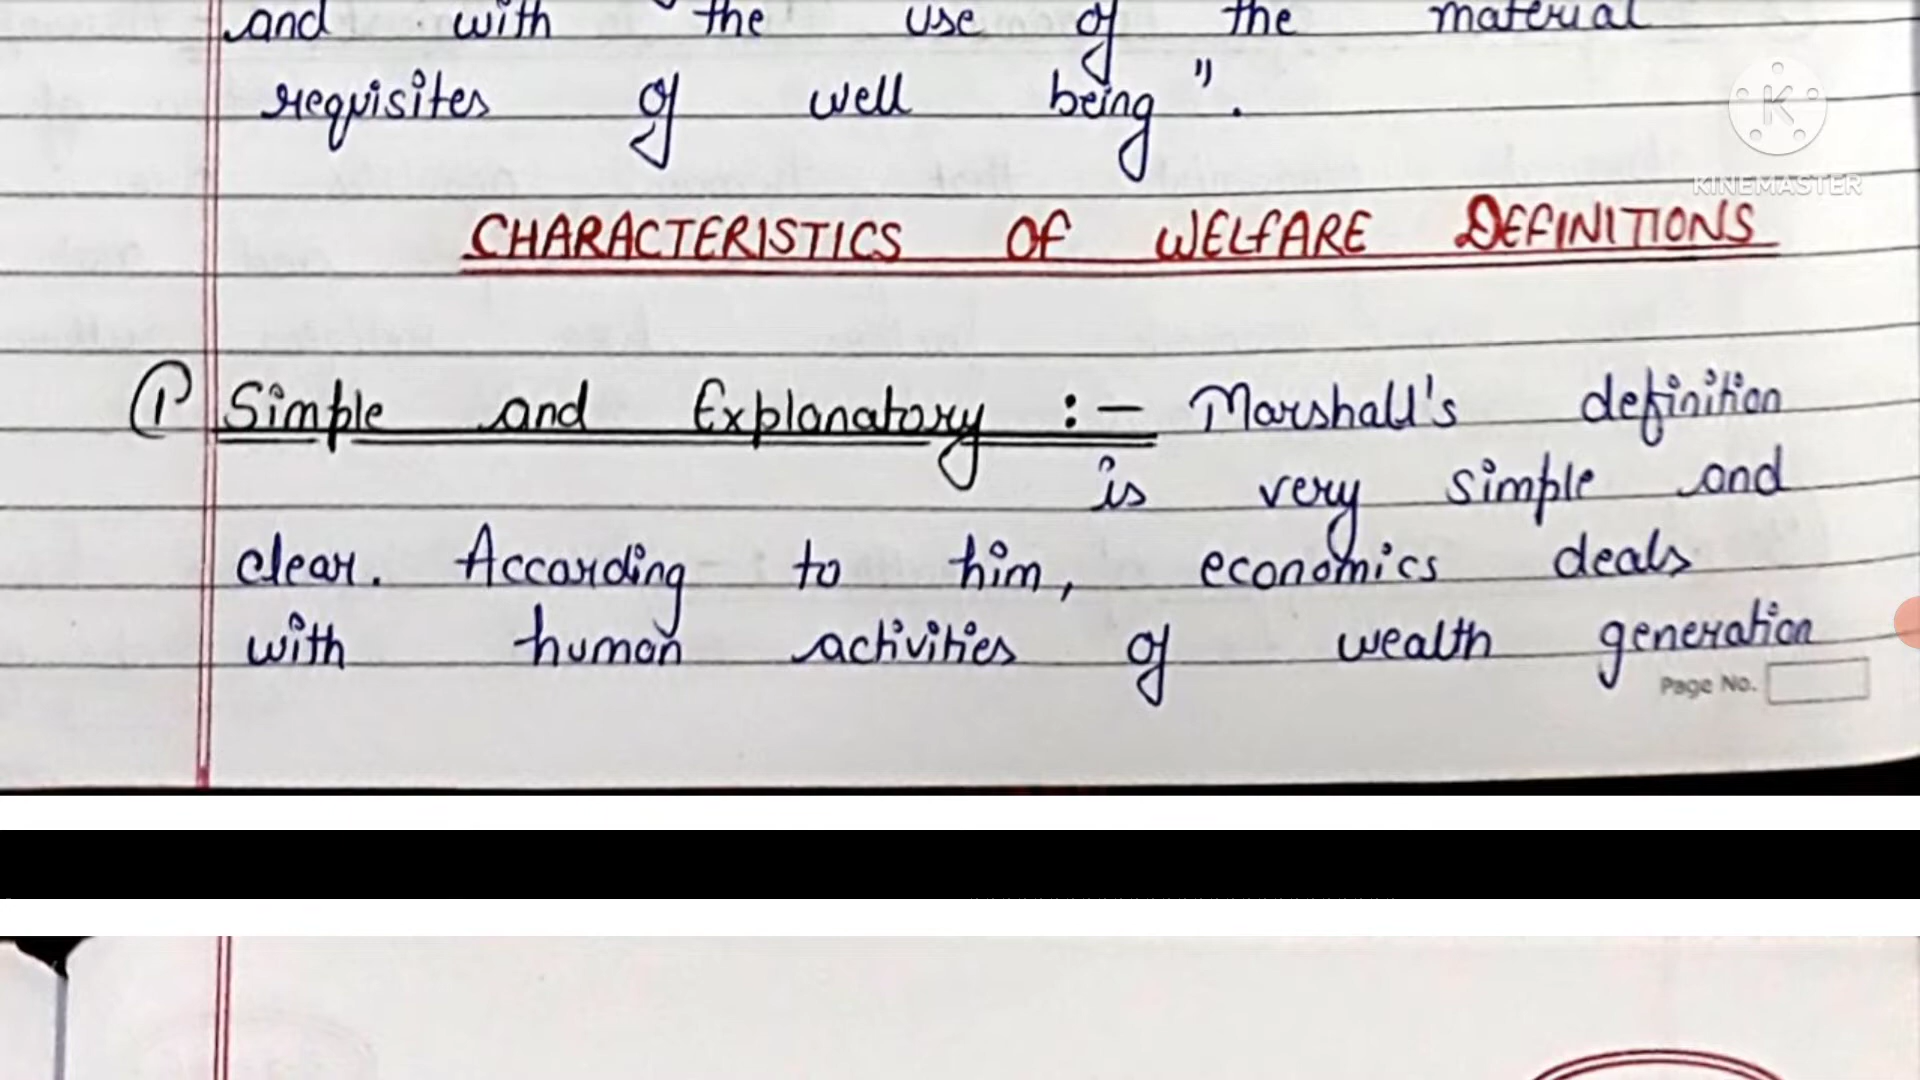 and with the use of the material
requisites of well being".
KINEMASTER
CHARACTERISTICS OF WELFARE DEFINITIONS
① Simple and Explanatory :- Marshall's definition
is very simple and
clear. According to him, economics deals
with human activities of wealth generation
Page No.